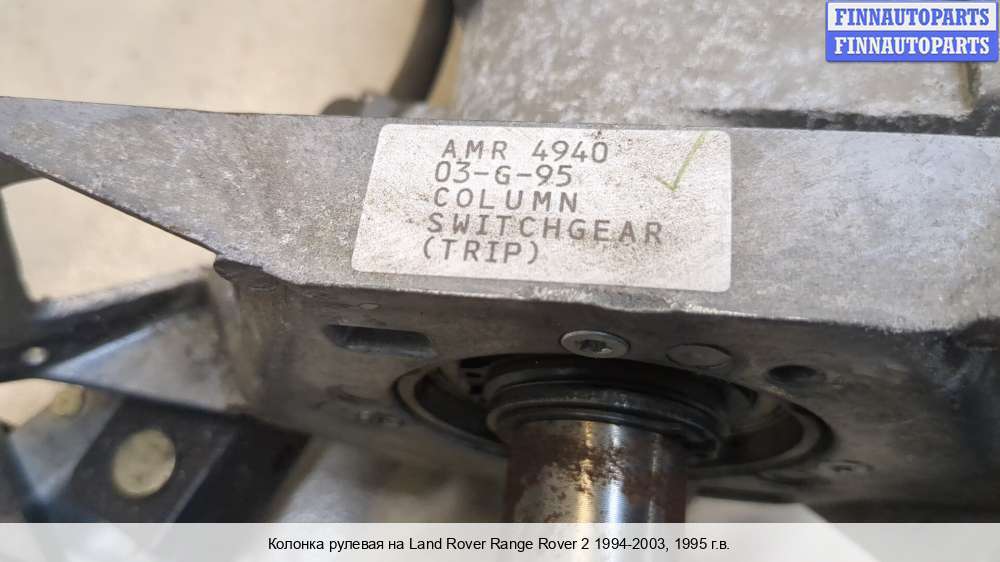 FINNAUTOPARTS
FINNAUTOPARTS
AMR 4940
03-G-95
COLUMN
SWITCHGEAR
(TRIP)
Колонка рулевая на Land Rover Range Rover 2 1994-2003, 1995 г.в.